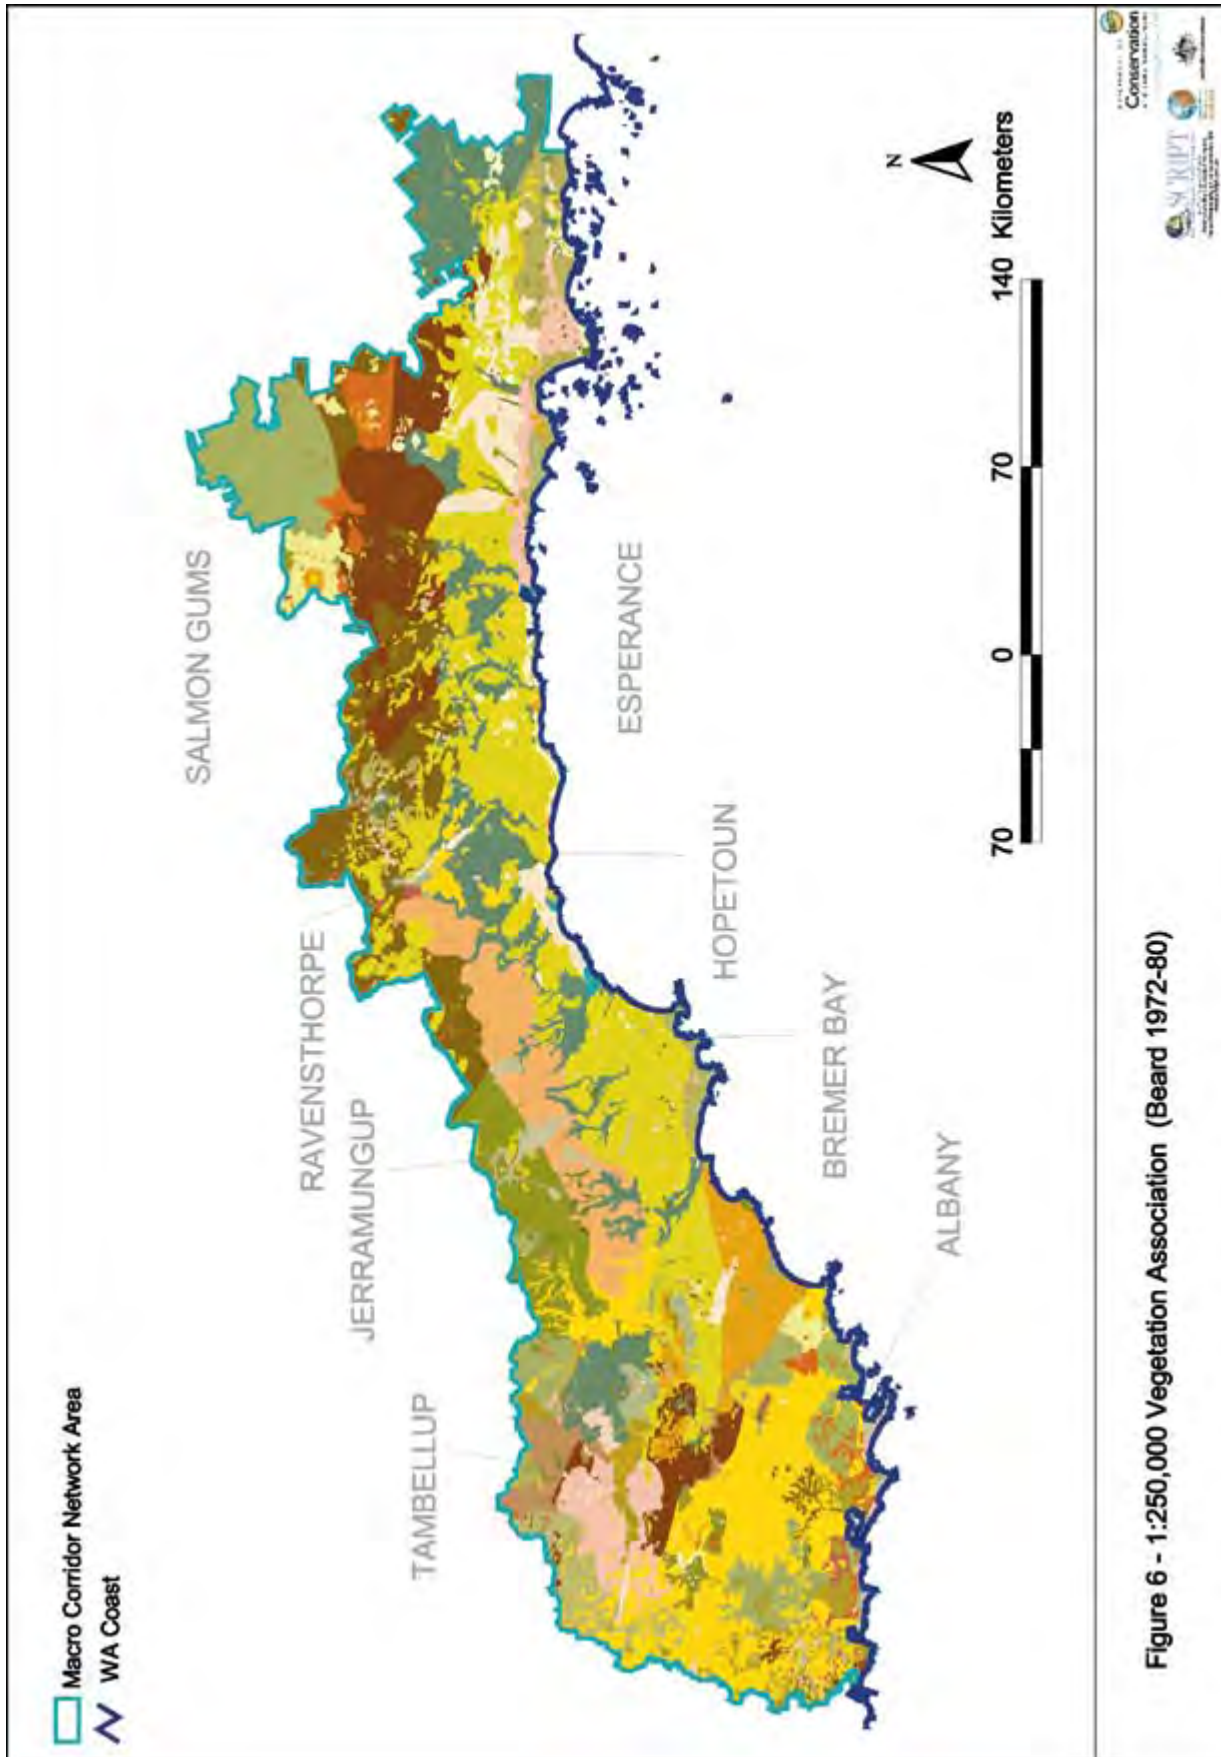 Macro Corridor Network Area
WA Coast
SALMON GUMS
RAVENSTHORPE
JERRAMUNGUP
TAMBELLUP
ESPERANCE
HOPETOUN
BREMER BAY
ALBANY
N
70 0 70 140 Kilometers
Figure 6 - 1:250,000 Vegetation Association (Beard 1972-80)
Conservation
SCRIPT